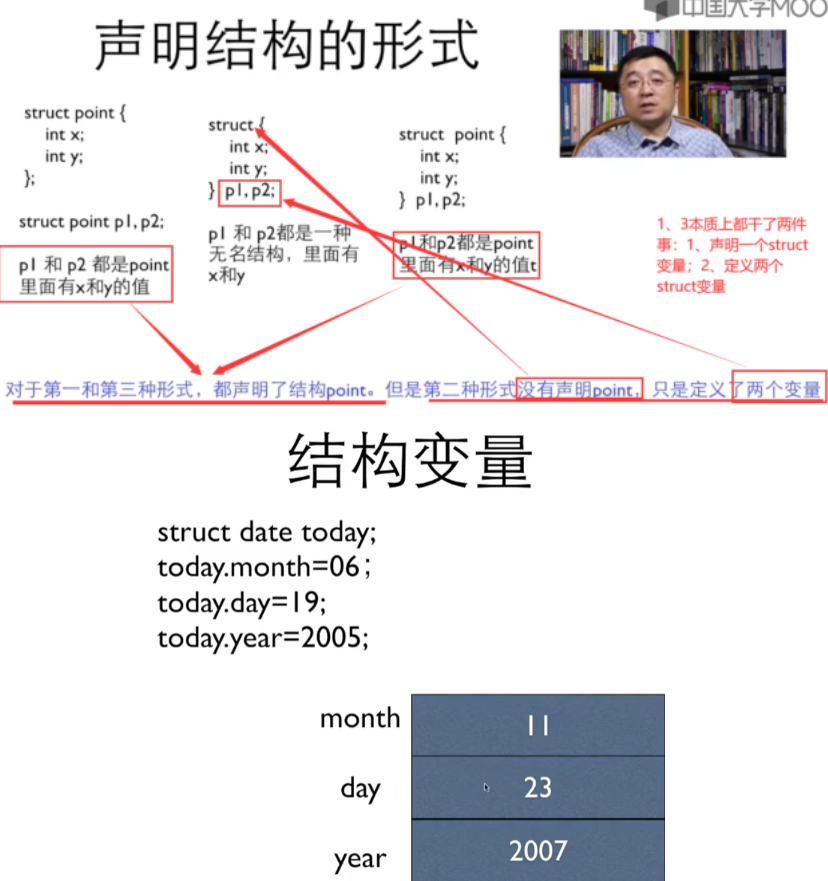 中国大学MOO
声明结构的形式
struct point {
int x;
int y;
};
struct point p1, p2;
p1 和 p2 都是point
里面有x和y的值
struct {
int x;
int y;
} p1, p2;
p1 和 p2都是一种
无名结构，里面有
x和y
struct point {
int x;
int y;
} p1, p2;
p1和p2都是point
里面有x和y的值t
1、3本质上都干了两件
事：1、声明一个struct
变量；2、定义两个
struct变量
对于第一和第三种形式，都声明了结构point。但是第二种形式没有声明point，只是定义了两个变量
结构变量
struct date today;
today.month=06;
today.day=19;
today.year=2005;
month 11
day 23
year 2007